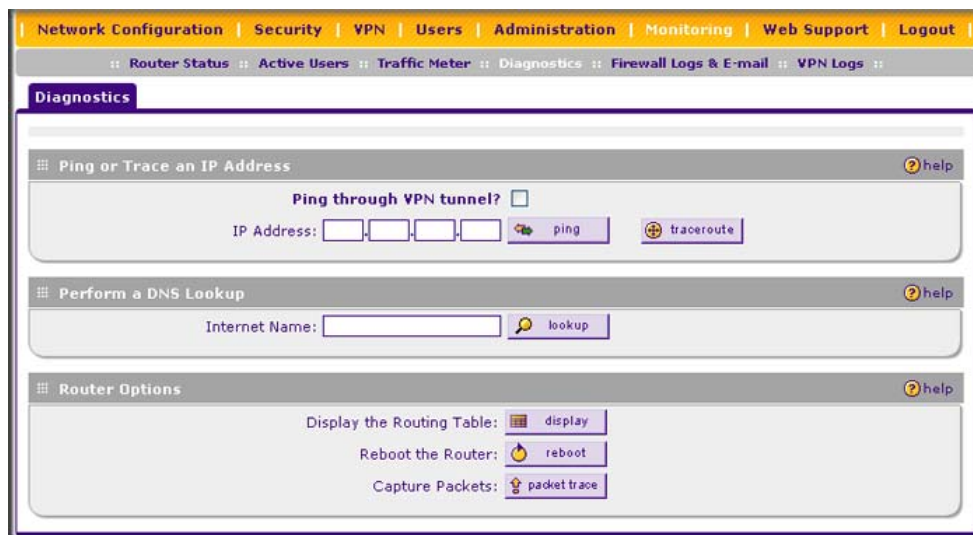 | Network Configuration | Security | VPN | Users | Administration | Monitoring | Web Support | Logout |
:: Router Status :: Active Users :: Traffic Meter :: Diagnostics :: Firewall Logs & E-mail :: VPN Logs ::
Diagnostics
Ping or Trace an IP Address ? help
Ping through VPN tunnel?
IP Address: . . . ping traceroute
Perform a DNS Lookup ? help
Internet Name: lookup
Router Options ? help
Display the Routing Table: display
Reboot the Router: reboot
Capture Packets: packet trace